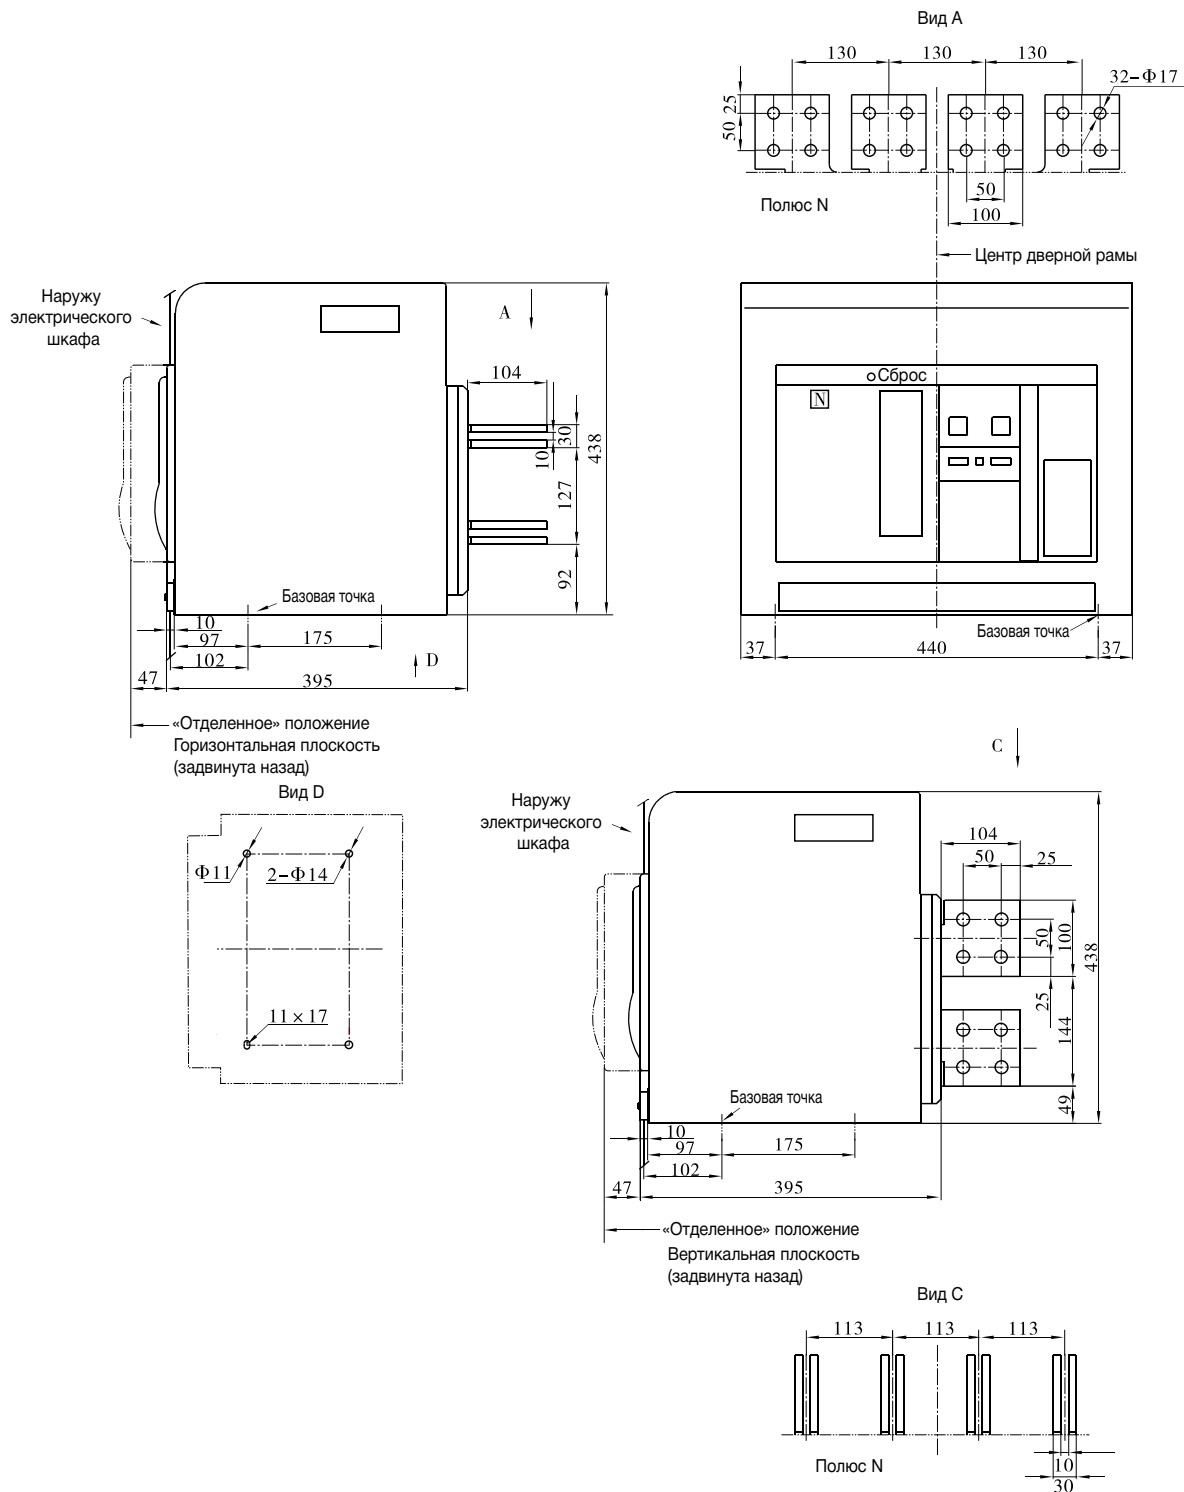 Вид А
130 130 130
32–Ф17
25
50
50
100
Полюс N
Центр дверной рамы
Наружу
электрического
шкафа
A
104
30
10
127
92
438
Базовая точка
10
97 175
102
D
47 395
«Отделенное» положение
Горизонтальная плоскость
(задвинута назад)
Сброс
N
Базовая точка
37 440 37
Вид D
Ф11
2–Ф14
11×17
C
Наружу
электрического
шкафа
104
50 25
50
100
25
144
49
438
Базовая точка
10
97 175
102
47 395
«Отделенное» положение
Вертикальная плоскость
(задвинута назад)
Вид C
113 113 113
Полюс N
10
30